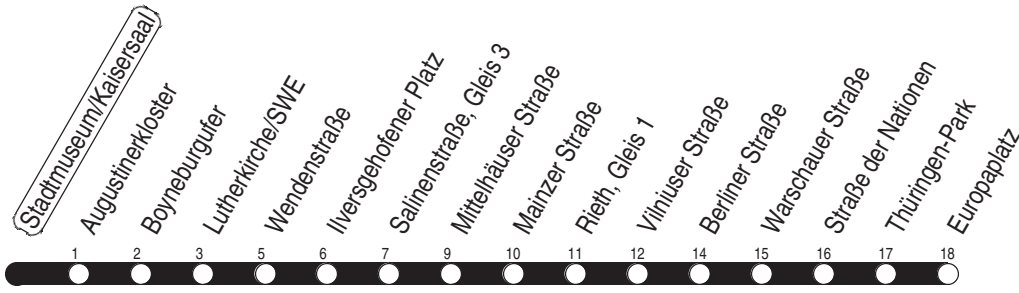 Stadtmuseum/Kaisersaal
Augustinerkloster
Boyneburgufer
Lutherkirche/SWE
Wendenstraße
Ilversgehofener Platz
Salinenstraße, Gleis 3
Mittelhäuser Straße
Mainzer Straße
Rieth, Gleis 1
Vilniuser Straße
Berliner Straße
Warschauer Straße
Straße der Nationen
Thüringen-Park
Europaplatz
1 2 3 5 6 7 9 10 11 12 14 15 16 17 18